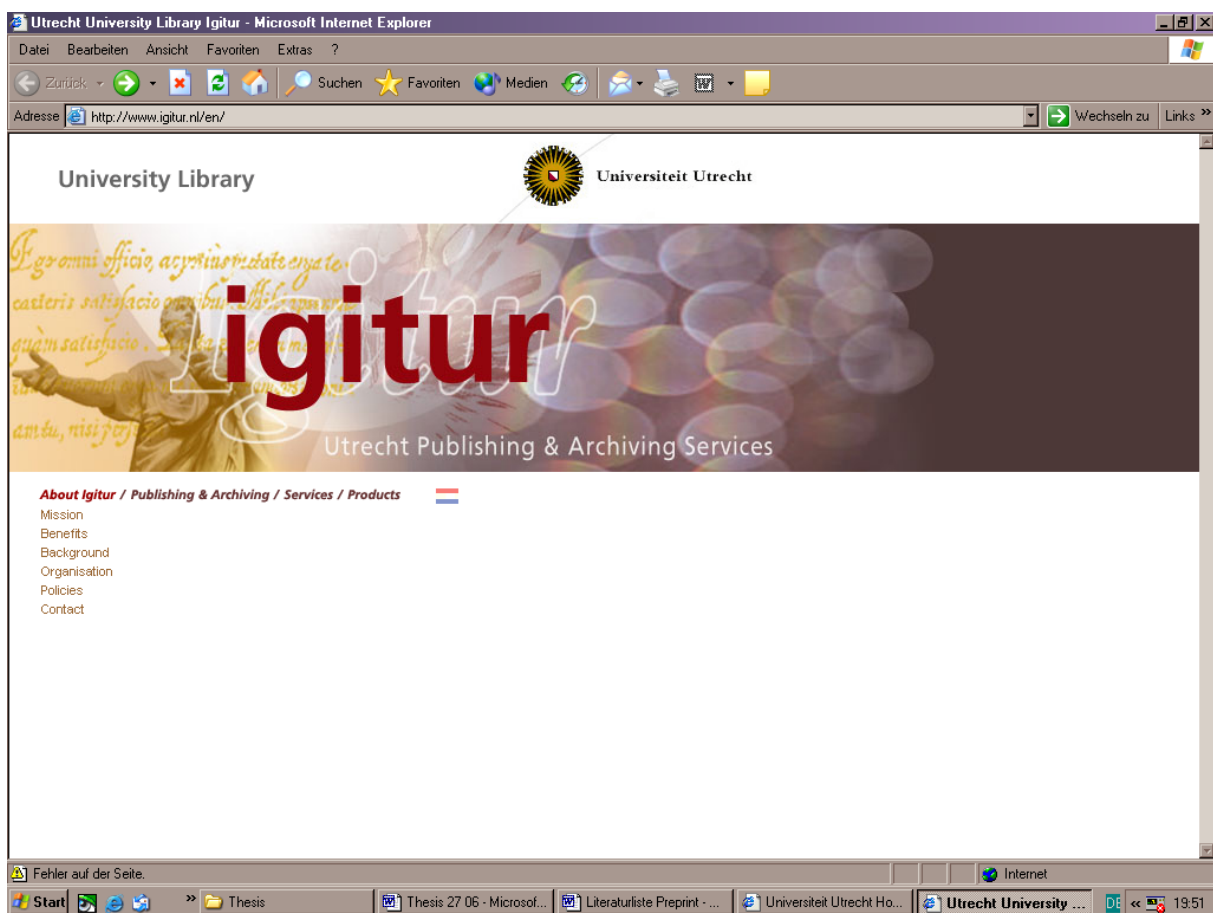 Utrecht University Library Igitur - Microsoft Internet Explorer
Datei Bearbeiten Ansicht Favoriten Extras ?
Zurück Suchen Favoriten Medien
Adresse http://www.igitur.nl/en/ Wechseln zu Links »
University Library Universiteit Utrecht
igitur
Igitur
Utrecht Publishing & Archiving Services
About Igitur / Publishing & Archiving / Services / Products
Mission
Benefits
Background
Organisation
Policies
Contact
Fehler auf der Seite. Internet
Start » Thesis Thesis 27 06 - Microsof... Literaturliste Preprint - ... Universiteit Utrecht Ho... Utrecht University ... DE « 19:51